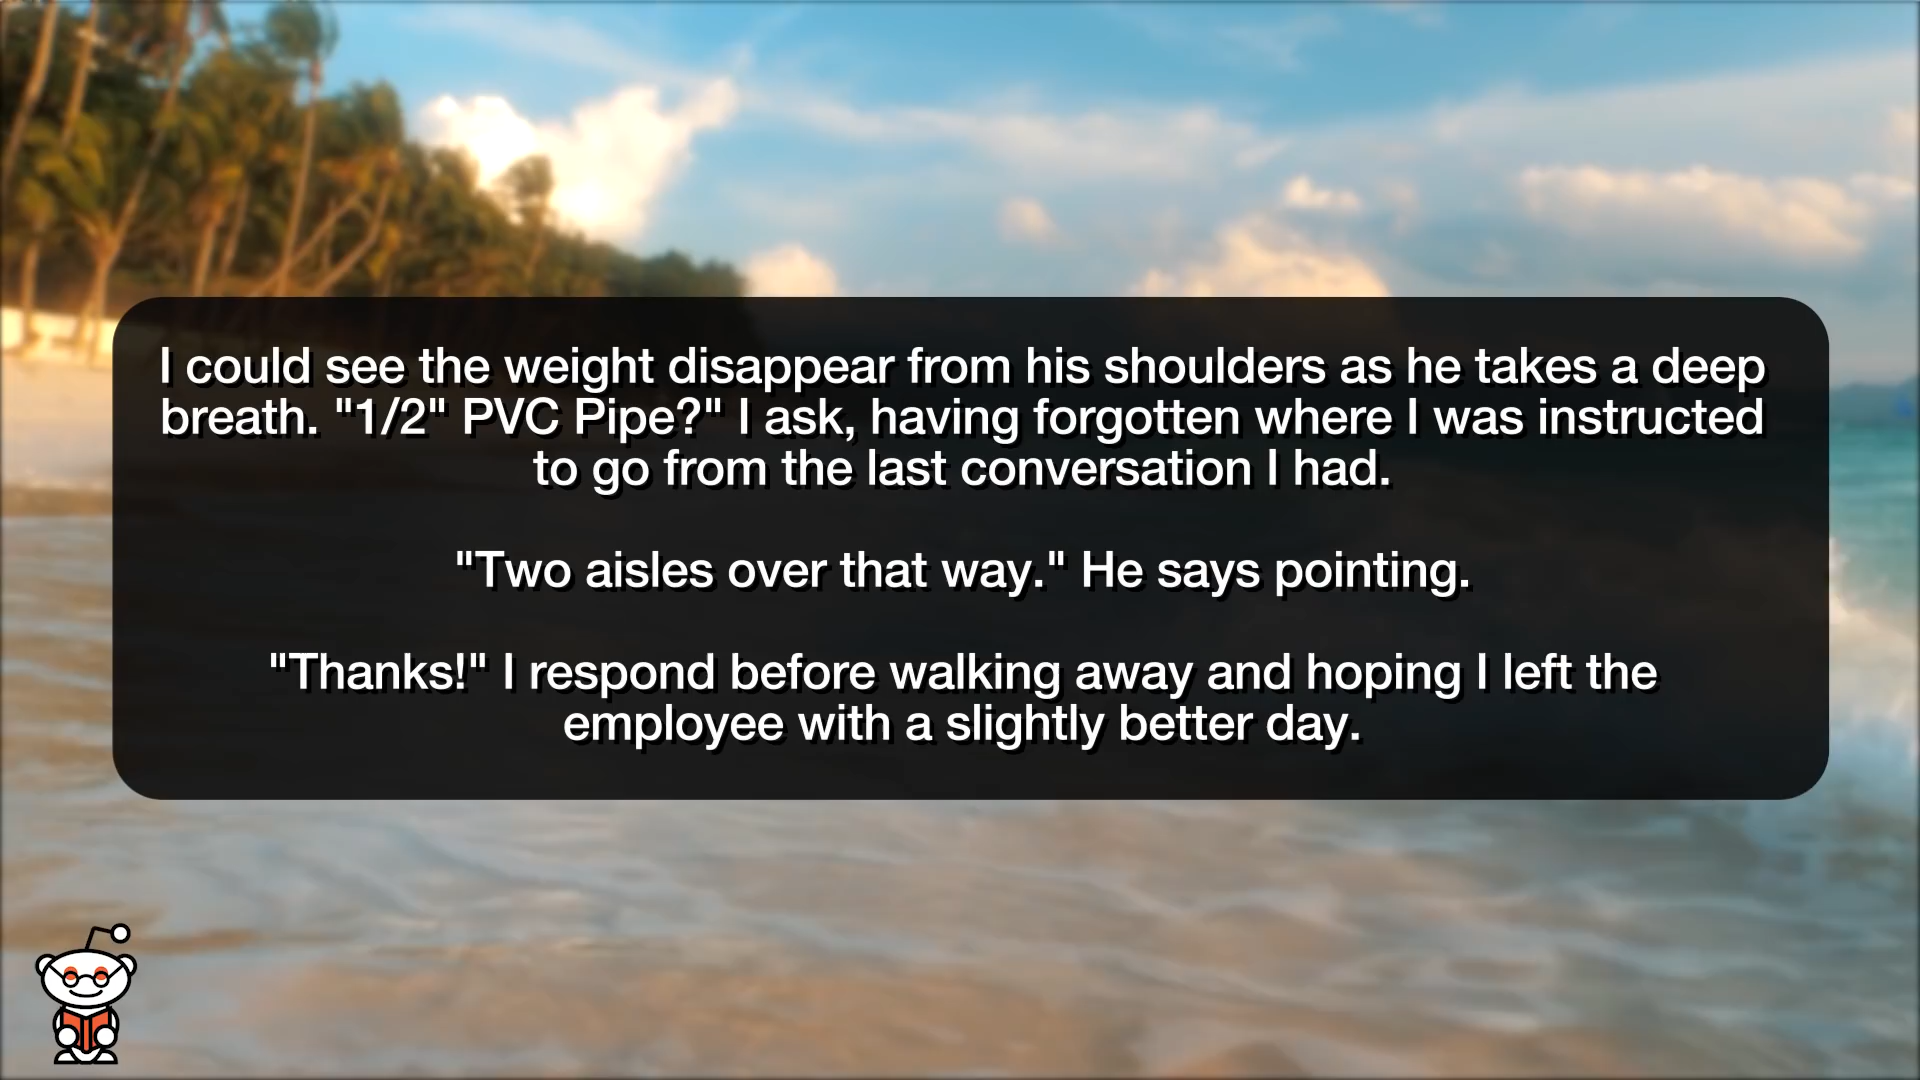 I could see the weight disappear from his shoulders as he takes a deep
breath. "1/2" PVC Pipe?" I ask, having forgotten where I was instructed
to go from the last conversation I had.
"Two aisles over that way." He says pointing.
"Thanks!" I respond before walking away and hoping I left the
employee with a slightly better day.